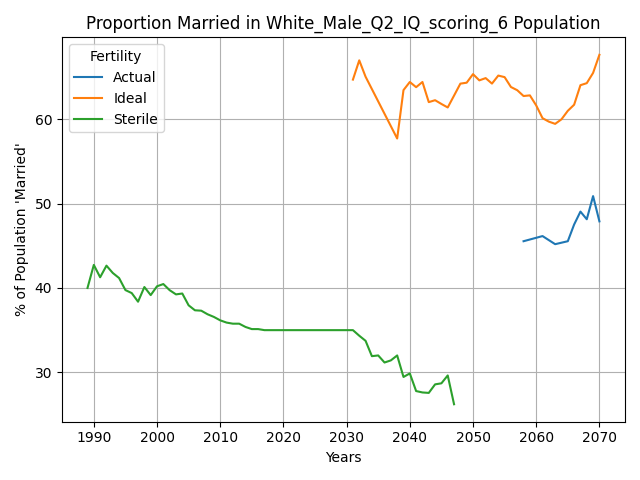 Proportion Married in White_Male_Q2_IQ_scoring_6 Population
Fertility
Actual
Ideal
Sterile
% of Population 'Married'
60
50
40
30
1990 2000 2010 2020 2030 2040 2050 2060 2070
Years